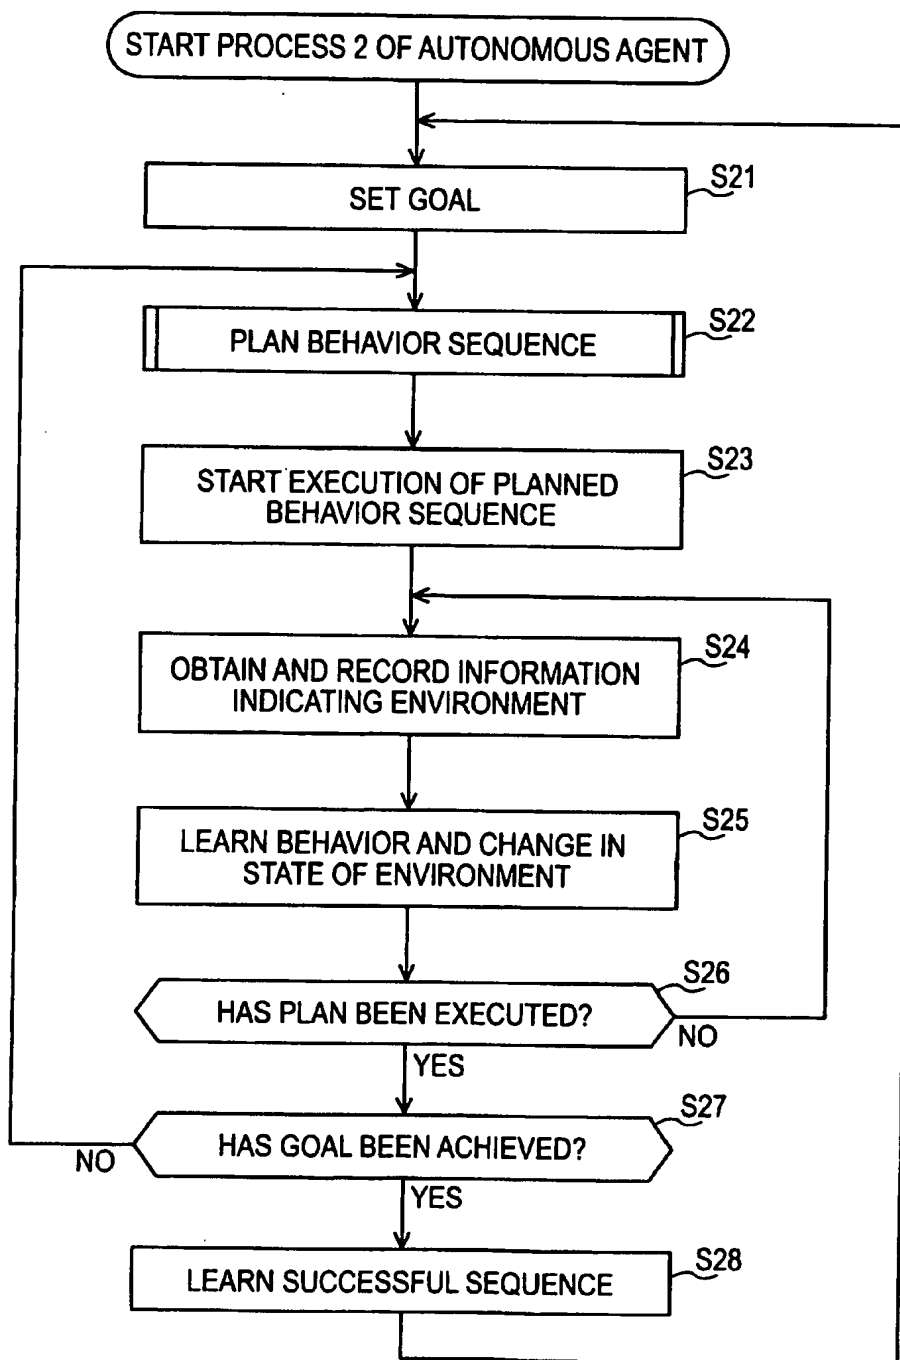 START PROCESS 2 OF AUTONOMOUS AGENT
S21
SET GOAL
S22
PLAN BEHAVIOR SEQUENCE
S23
START EXECUTION OF PLANNED
BEHAVIOR SEQUENCE
S24
OBTAIN AND RECORD INFORMATION
INDICATING ENVIRONMENT
S25
LEARN BEHAVIOR AND CHANGE IN
STATE OF ENVIRONMENT
S26
HAS PLAN BEEN EXECUTED?
NO
YES
S27
HAS GOAL BEEN ACHIEVED?
NO
YES
S28
LEARN SUCCESSFUL SEQUENCE